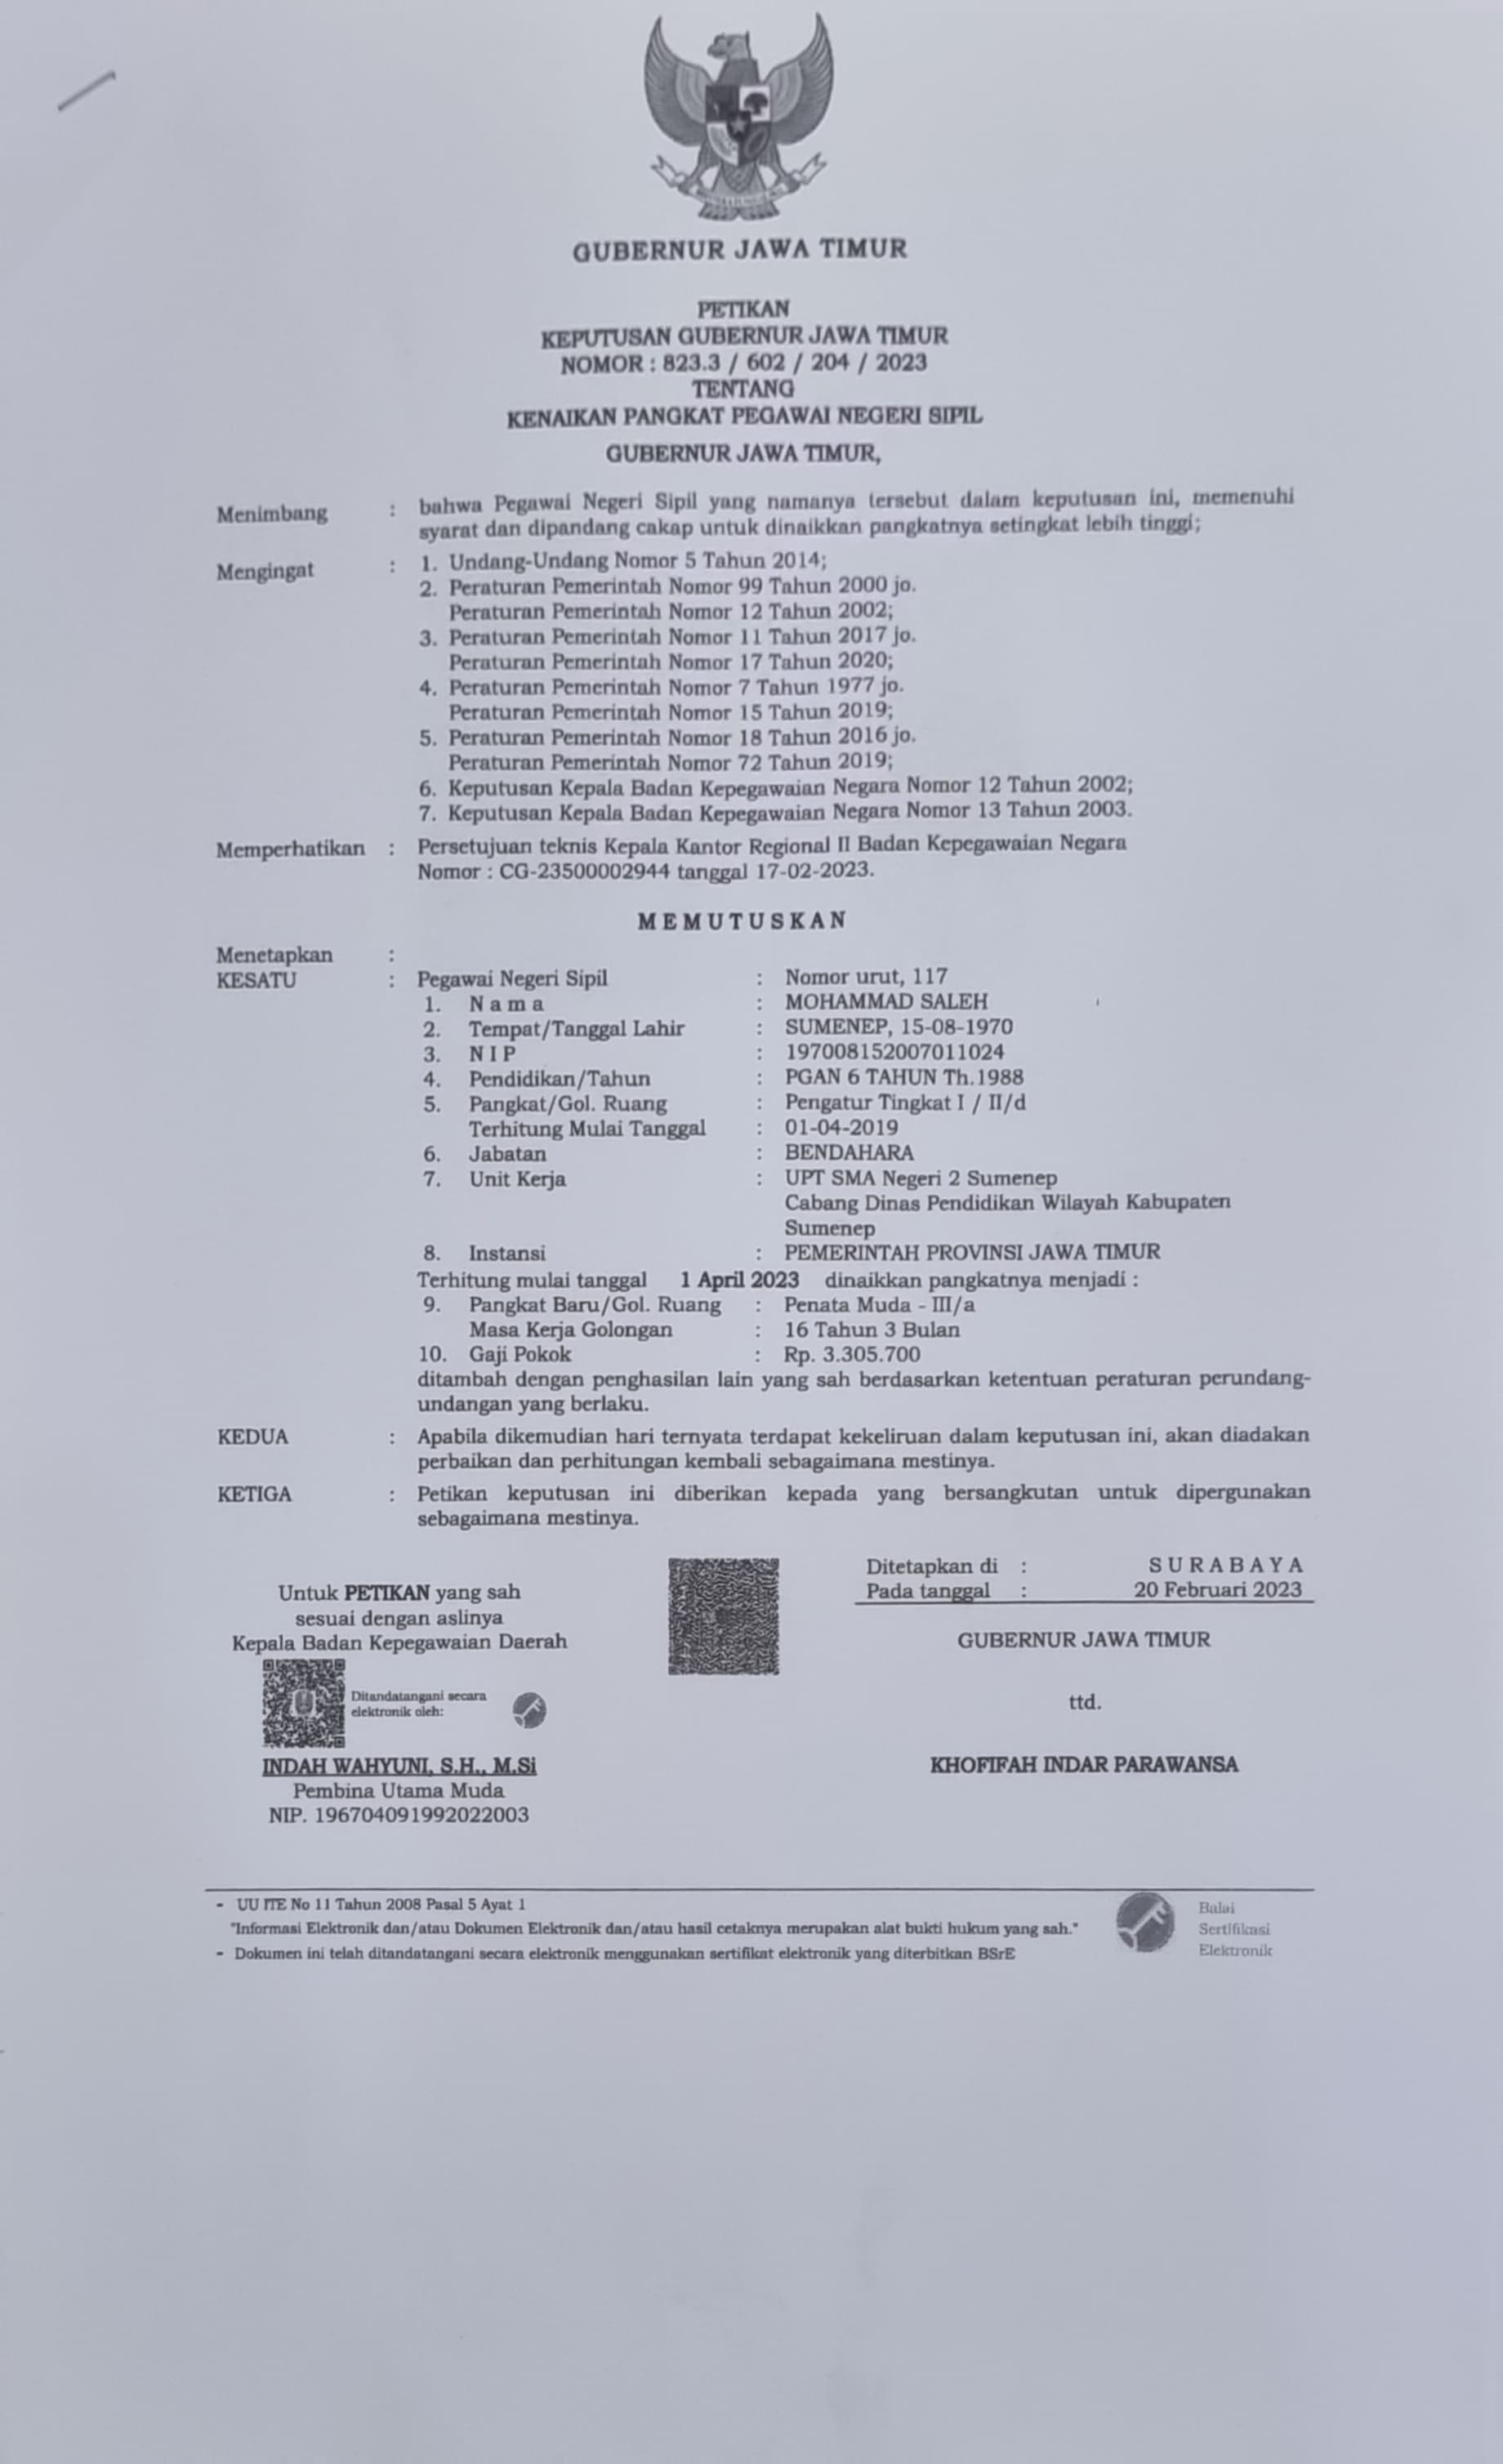 GUBERNUR JAWA TIMUR
PETIKAN
KEPUTUSAN GUBERNUR JAWA TIMUR
NOMOR : 823.3 / 602 / 204 / 2023
TENTANG
KENAIKAN PANGKAT PEGAWAI NEGERI SIPIL
GUBERNUR JAWA TIMUR,
Menimbang : bahwa Pegawai Negeri Sipil yang namanya tersebut dalam keputusan ini, memenuhi
syarat dan dipandang cakap untuk dinaikkan pangkatnya setingkat lebih tinggi;
Mengingat : 1. Undang-Undang Nomor 5 Tahun 2014;
2. Peraturan Pemerintah Nomor 99 Tahun 2000 jo.
Peraturan Pemerintah Nomor 12 Tahun 2002;
3. Peraturan Pemerintah Nomor 11 Tahun 2017 jo.
Peraturan Pemerintah Nomor 17 Tahun 2020;
4. Peraturan Pemerintah Nomor 7 Tahun 1977 jo.
Peraturan Pemerintah Nomor 15 Tahun 2019;
5. Peraturan Pemerintah Nomor 18 Tahun 2016 jo.
Peraturan Pemerintah Nomor 72 Tahun 2019;
6. Keputusan Kepala Badan Kepegawaian Negara Nomor 12 Tahun 2002;
7. Keputusan Kepala Badan Kepegawaian Negara Nomor 13 Tahun 2003.
Memperhatikan : Persetujuan teknis Kepala Kantor Regional II Badan Kepegawaian Negara
Nomor : CG-23500002944 tanggal 17-02-2023.
MEMUTUSKAN
Menetapkan :
KESATU : Pegawai Negeri Sipil : Nomor urut, 117
1. N a m a : MOHAMMAD SALEH
2. Tempat/Tanggal Lahir : SUMENEP, 15-08-1970
3. N I P : 197008152007011024
4. Pendidikan/Tahun : PGAN 6 TAHUN Th.1988
5. Pangkat/Gol. Ruang : Pengatur Tingkat I / II/d
Terhitung Mulai Tanggal : 01-04-2019
6. Jabatan : BENDAHARA
7. Unit Kerja : UPT SMA Negeri 2 Sumenep
Cabang Dinas Pendidikan Wilayah Kabupaten
Sumenep
8. Instansi : PEMERINTAH PROVINSI JAWA TIMUR
Terhitung mulai tanggal 1 April 2023 dinaikkan pangkatnya menjadi :
9. Pangkat Baru/Gol. Ruang : Penata Muda - III/a
Masa Kerja Golongan : 16 Tahun 3 Bulan
10. Gaji Pokok : Rp. 3.305.700
ditambah dengan penghasilan lain yang sah berdasarkan ketentuan peraturan perundang-
undangan yang berlaku.
KEDUA : Apabila dikemudian hari ternyata terdapat kekeliruan dalam keputusan ini, akan diadakan
perbaikan dan perhitungan kembali sebagaimana mestinya.
KETIGA : Petikan keputusan ini diberikan kepada yang bersangkutan untuk dipergunakan
sebagaimana mestinya.
Ditetapkan di : S U R A B A Y A
Pada tanggal : 20 Februari 2023
GUBERNUR JAWA TIMUR
ttd.
KHOFIFAH INDAR PARAWANSA
Untuk PETIKAN yang sah
sesuai dengan aslinya
Kepala Badan Kepegawaian Daerah
Ditandatangani secara
elektronik oleh:
INDAH WAHYUNI, S.H., M.Si
Pembina Utama Muda
NIP. 196704091992022003
- UU ITE No 11 Tahun 2008 Pasal 5 Ayat 1
"Informasi Elektronik dan/atau Dokumen Elektronik dan/atau hasil cetaknya merupakan alat bukti hukum yang sah."
- Dokumen ini telah ditandatangani secara elektronik menggunakan sertifikat elektronik yang diterbitkan BSrE
Balai
Sertifikasi
Elektronik